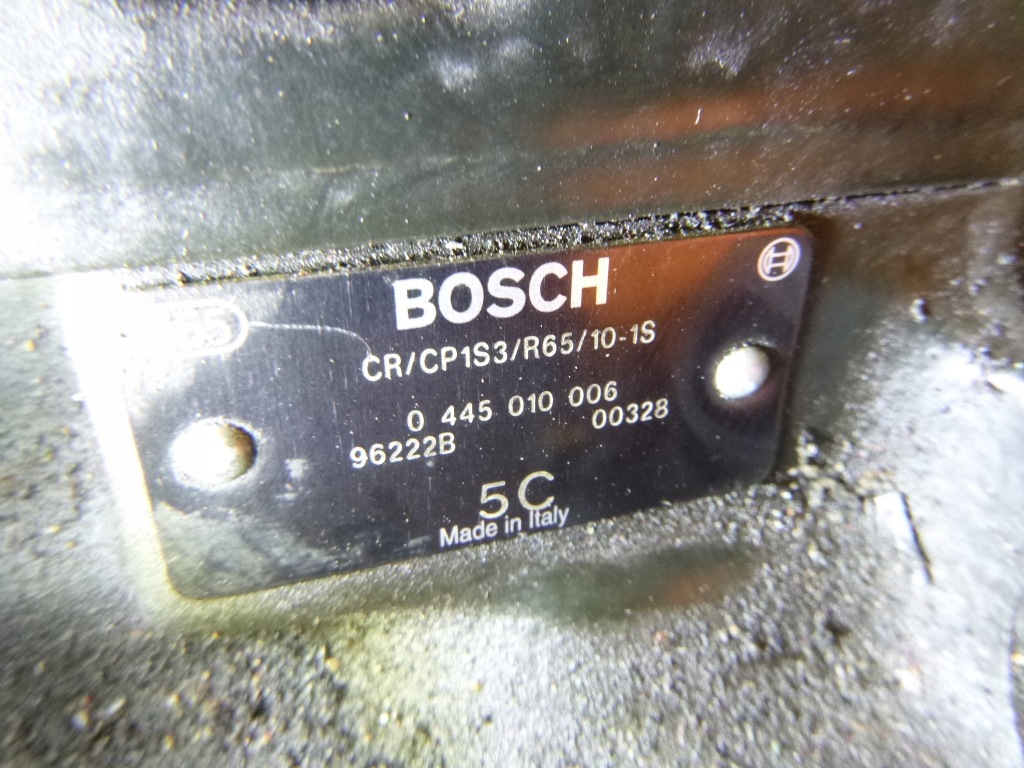 BOSCH
CR/CP1S3/R65/10-1S
0 445 010 006
96222B 00328
5C
Made in Italy